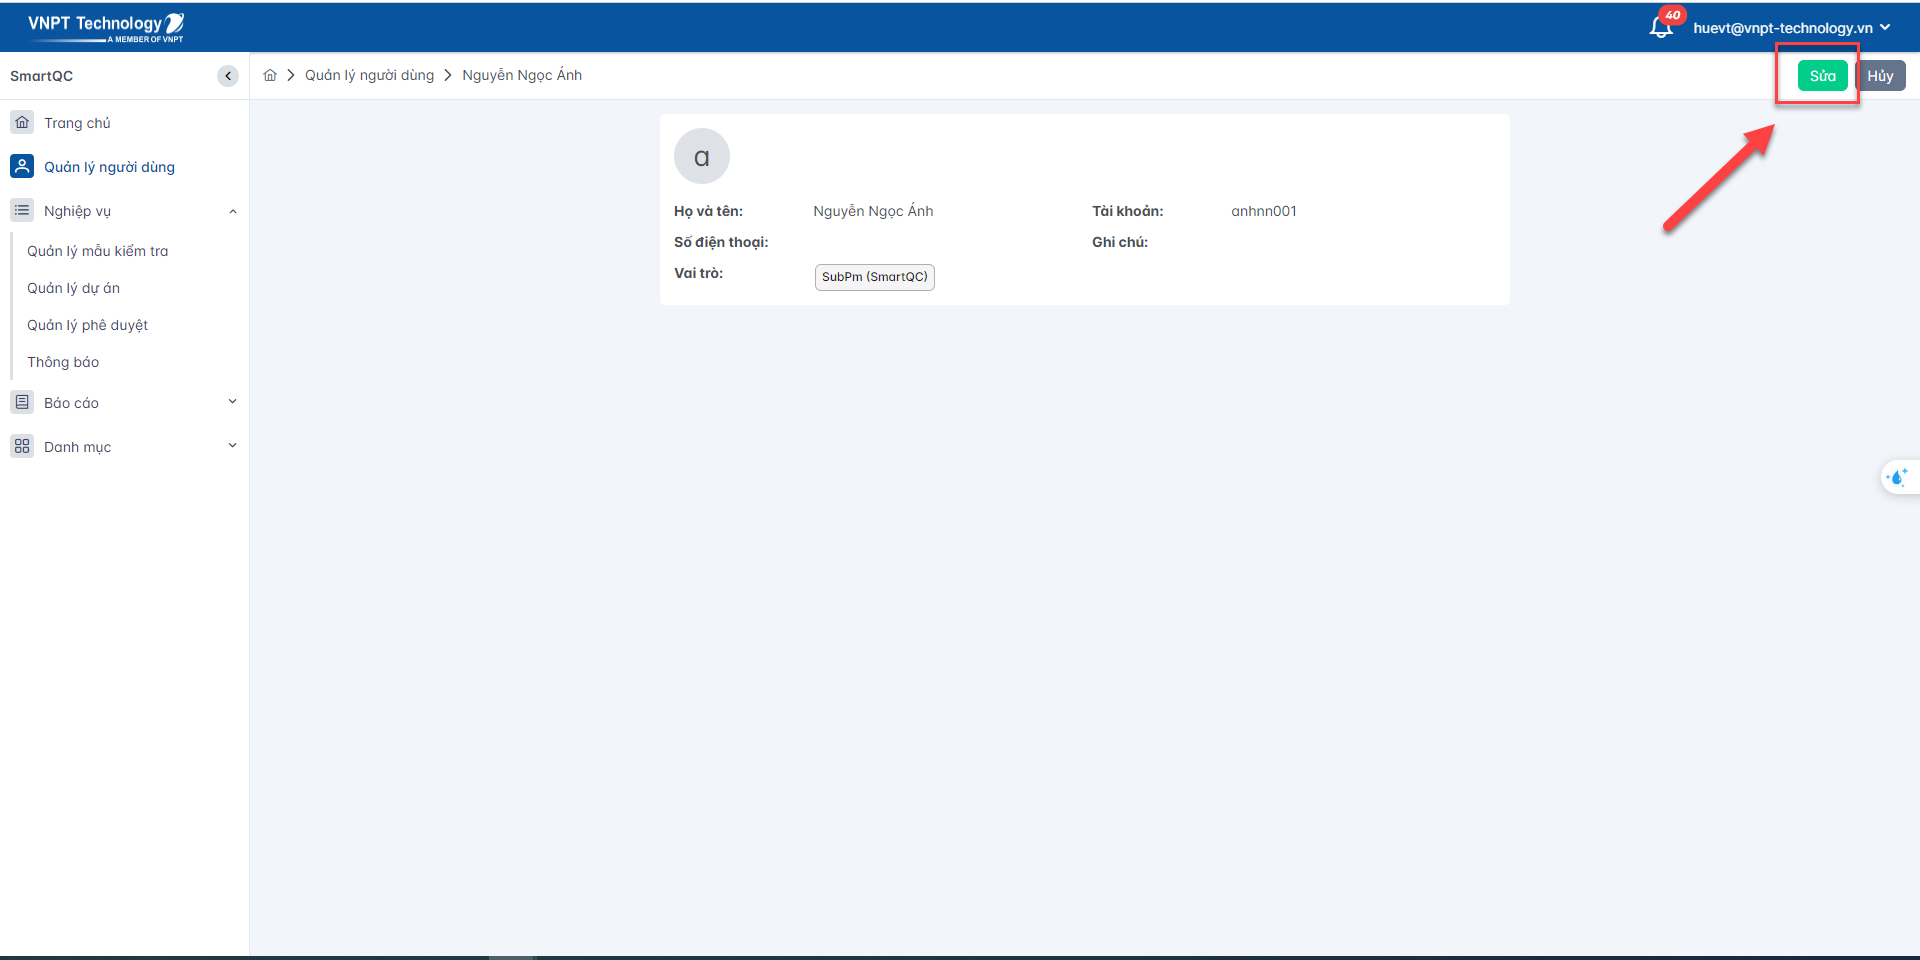 VNPT Technology
A MEMBER OF VNPT
40
huevt@vnpt-technology.vn
SmartQC
Quản lý người dùng
Nguyễn Ngọc Ánh
Sửa
Hủy
Trang chủ
Quản lý người dùng
Nghiệp vụ
Quản lý mẫu kiểm tra
Quản lý dự án
Quản lý phê duyệt
Thông báo
Báo cáo
Danh mục
a
Họ và tên: Nguyễn Ngọc Ánh Tài khoản: anhnn001
Số điện thoại: Ghi chú:
Vai trò: SubPm (SmartQC)